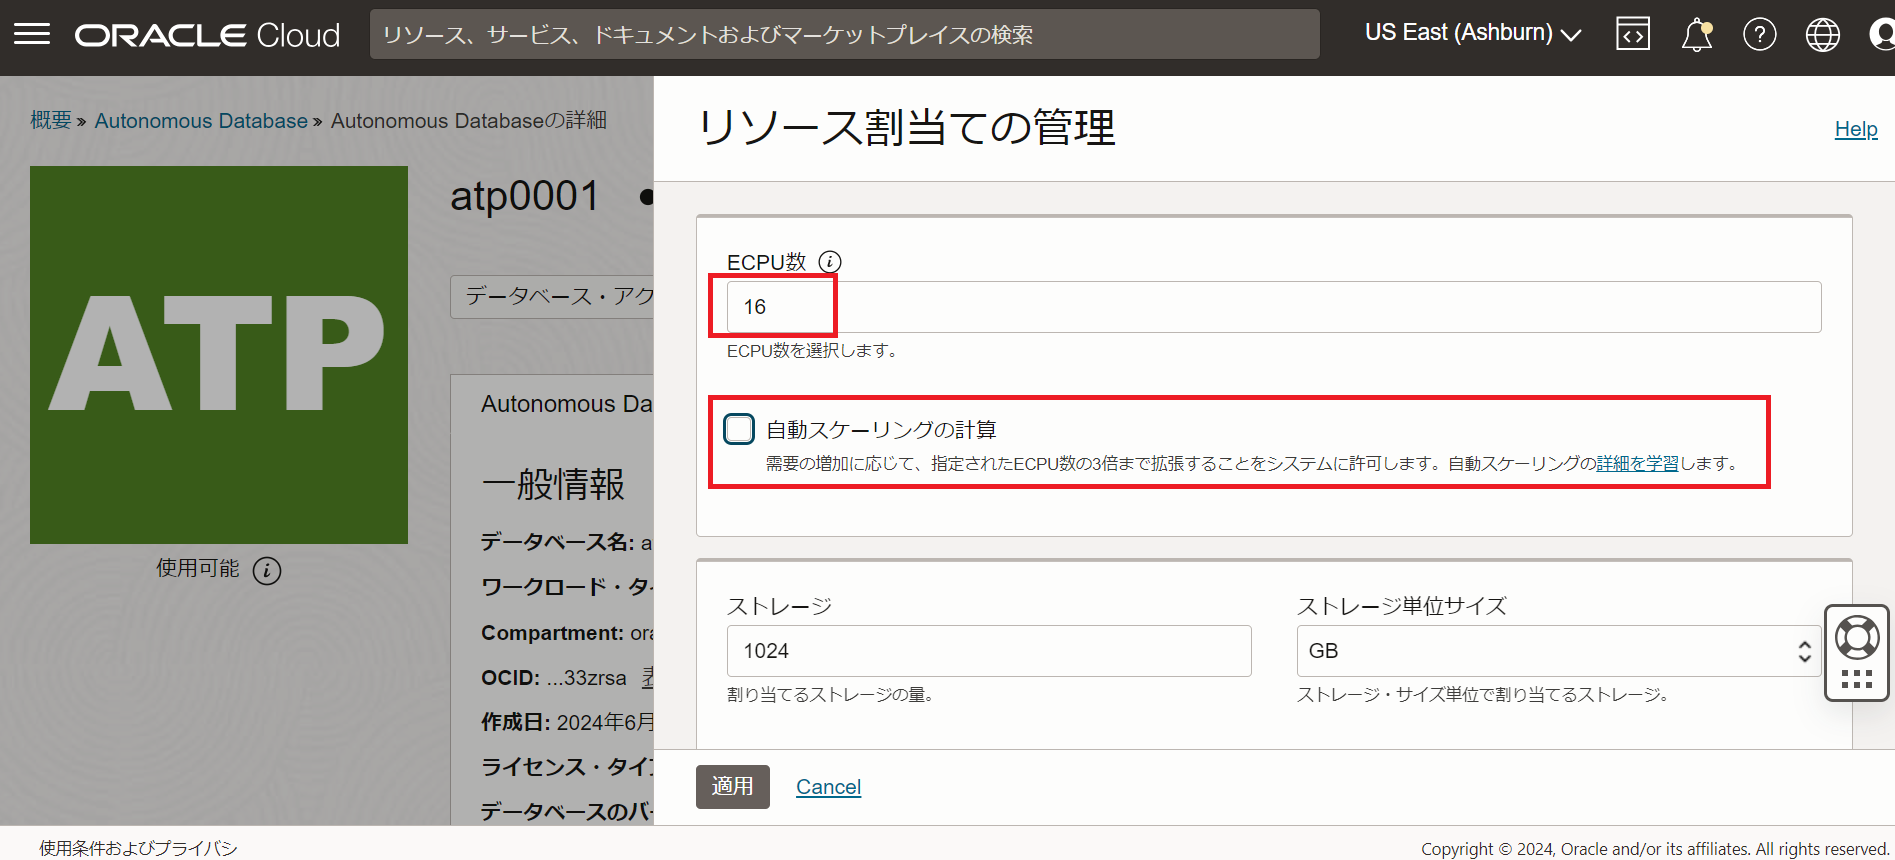 ORACLE Cloud
リソース、サービス、ドキュメントおよびマーケットプレイスの検索
US East (Ashburn)
概要 » Autonomous Database » Autonomous Databaseの詳細
ATP
使用可能
atp0001
データベース・アク
Autonomous Da
一般情報
データベース名: a
ワークロード・タイ
Compartment: ora
OCID: ...33zrsa 表
作成日: 2024年6月
ライセンス・タイプ
データベースのバー
リソース割当ての管理
Help
ECPU数
16
ECPU数を選択します。
自動スケーリングの計算
需要の増加に応じて、指定されたECPU数の3倍まで拡張することをシステムに許可します。自動スケーリングの詳細を学習します。
ストレージ
1024
割り当てるストレージの量。
ストレージ単位サイズ
GB
ストレージ・サイズ単位で割り当てるストレージ。
適用
Cancel
使用条件およびプライバシ
Copyright © 2024, Oracle and/or its affiliates. All rights reserved.